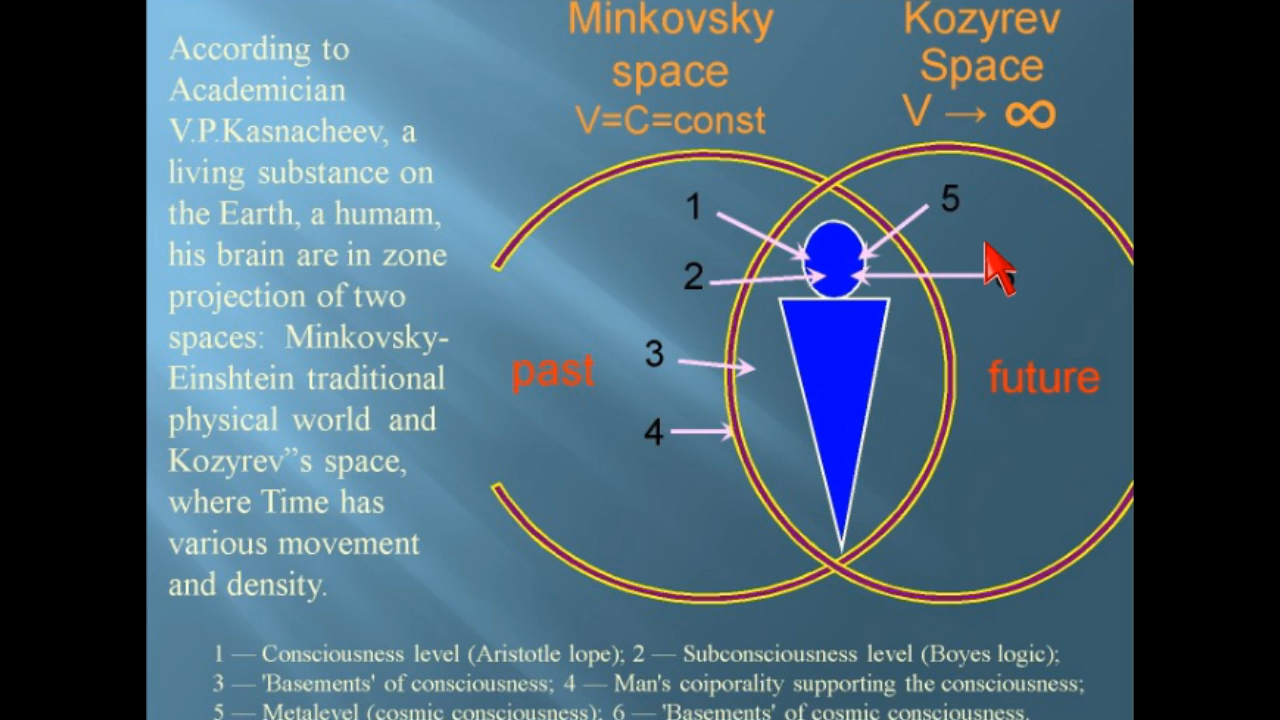 According to
Academician
V.P.Kasnacheev, a
living substance on
the Earth, a humam,
his brain are in zone
projection of two
spaces: Minkovsky-
Einshtein traditional
physical world and
Kozyrev”s space,
where Time has
various movement
and density.
Minkovsky
space
V=C=const
Kozyrev
Space
V → ∞
1
5
2
3
4
past
future
1 — Consciousness level (Aristotle lope); 2 — Subconsciousness level (Boyes logic);
3 — 'Basements' of consciousness; 4 — Man's coiporality supporting the consciousness;
5 — Metalevel (cosmic consciousness); 6 — 'Basements' of cosmic consciousness.